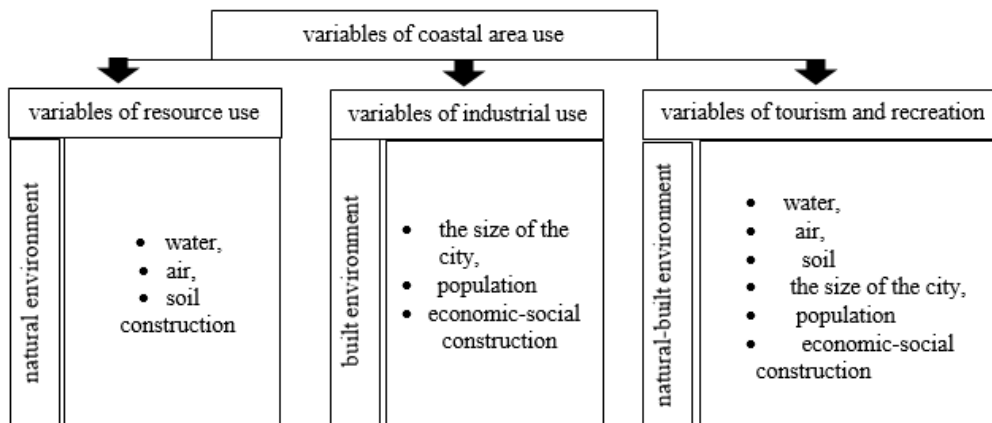 variables of coastal area use
variables of resource use
natural environment
• water,
• air,
• soil
construction
variables of industrial use
built environment
• the size of the
city,
• population
• economic-social
construction
variables of tourism and recreation
natural-built environment
• water,
• air,
• soil
• the size of the city,
• population
• economic-social
construction